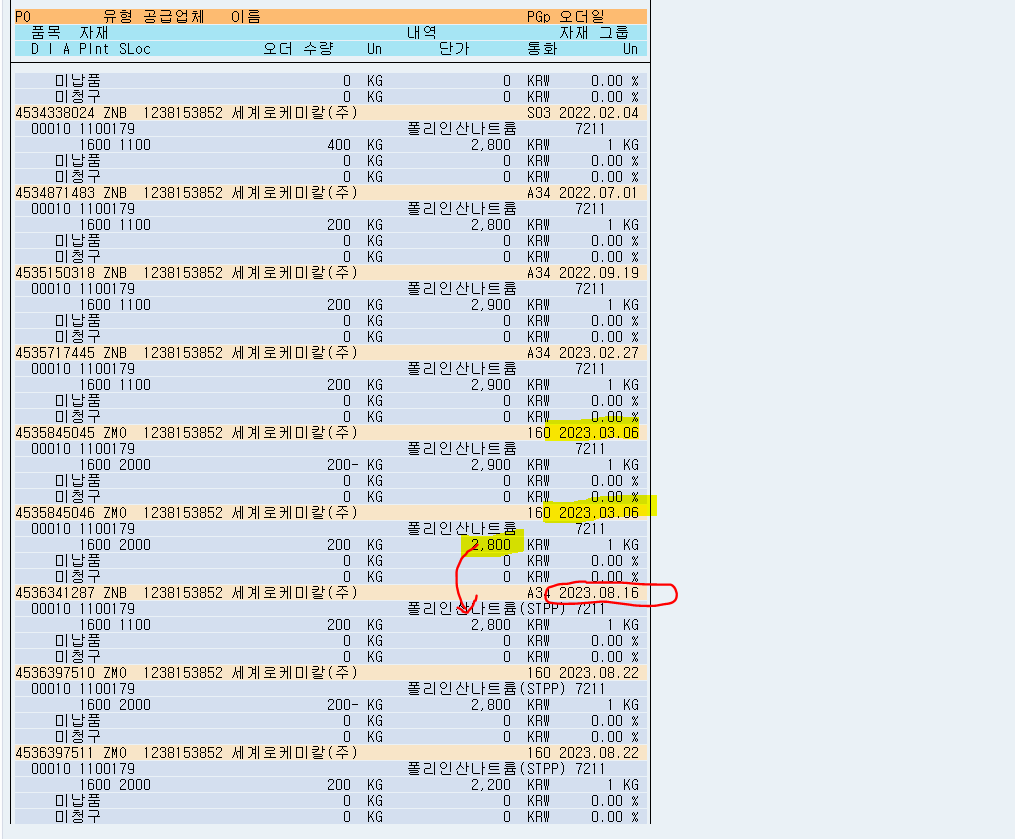 PO 유형 공급업체 이름 PGp 오더일
품목 자재 내역 자재 그룹
D I A Plnt SLoc 오더 수량 Un 단가 통화 Un
미납품 0 KG 0 KRW 0.00 %
미청구 0 KG 0 KRW 0.00 %
4534338024 ZNB 1238153852 세계로케미칼(주) S03 2022.02.04
00010 1100179 폴리인산나트륨 7211
1600 1100 400 KG 2,800 KRW 1 KG
미납품 0 KG 0 KRW 0.00 %
미청구 0 KG 0 KRW 0.00 %
4534871483 ZNB 1238153852 세계로케미칼(주) A34 2022.07.01
00010 1100179 폴리인산나트륨 7211
1600 1100 200 KG 2,800 KRW 1 KG
미납품 0 KG 0 KRW 0.00 %
미청구 0 KG 0 KRW 0.00 %
4535150318 ZNB 1238153852 세계로케미칼(주) A34 2022.09.19
00010 1100179 폴리인산나트륨 7211
1600 1100 200 KG 2,900 KRW 1 KG
미납품 0 KG 0 KRW 0.00 %
미청구 0 KG 0 KRW 0.00 %
4535717445 ZNB 1238153852 세계로케미칼(주) A34 2023.02.27
00010 1100179 폴리인산나트륨 7211
1600 1100 200 KG 2,900 KRW 1 KG
미납품 0 KG 0 KRW 0.00 %
미청구 0 KG 0 KRW 0.00 %
4535845045 ZMO 1238153852 세계로케미칼(주) 160 2023.03.06
00010 1100179 폴리인산나트륨 7211
1600 2000 200- KG 2,900 KRW 1 KG
미납품 0 KG 0 KRW 0.00 %
미청구 0 KG 0 KRW 0.00 %
4535845046 ZMO 1238153852 세계로케미칼(주) 160 2023.03.06
00010 1100179 폴리인산나트륨 7211
1600 2000 200 KG 2,800 KRW 1 KG
미납품 0 KG 0 KRW 0.00 %
미청구 0 KG 0 KRW 0.00 %
4536341287 ZNB 1238153852 세계로케미칼(주) A34 2023.08.16
00010 1100179 폴리인산나트륨(STPP) 7211
1600 1100 200 KG 2,800 KRW 1 KG
미납품 0 KG 0 KRW 0.00 %
미청구 0 KG 0 KRW 0.00 %
4536397510 ZMO 1238153852 세계로케미칼(주) 160 2023.08.22
00010 1100179 폴리인산나트륨(STPP) 7211
1600 2000 200- KG 2,800 KRW 1 KG
미납품 0 KG 0 KRW 0.00 %
미청구 0 KG 0 KRW 0.00 %
4536397511 ZMO 1238153852 세계로케미칼(주) 160 2023.08.22
00010 1100179 폴리인산나트륨(STPP) 7211
1600 2000 200 KG 2,200 KRW 1 KG
미납품 0 KG 0 KRW 0.00 %
미청구 0 KG 0 KRW 0.00 %